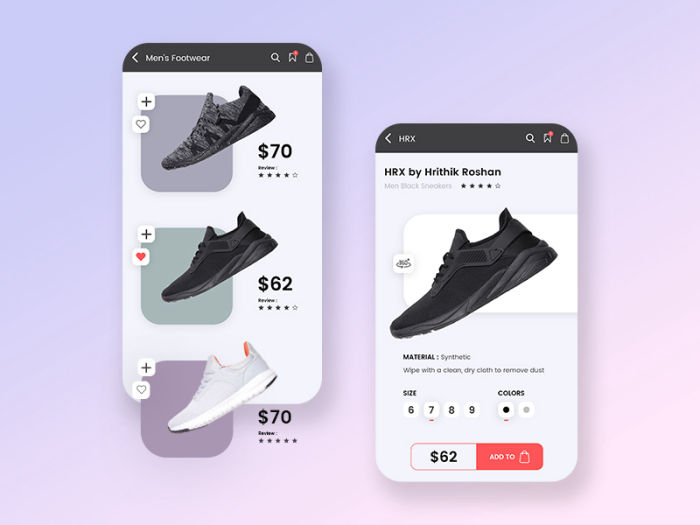 Men's Footwear
$70
Review :
$62
Review :
$70
Review :
HRX
HRX by Hrithik Roshan
Men Black Sneakers
360°
MATERIAL : Synthetic
Wipe with a clean, dry cloth to remove dust
SIZE
COLORS
6 7 8 9
$62
ADD TO